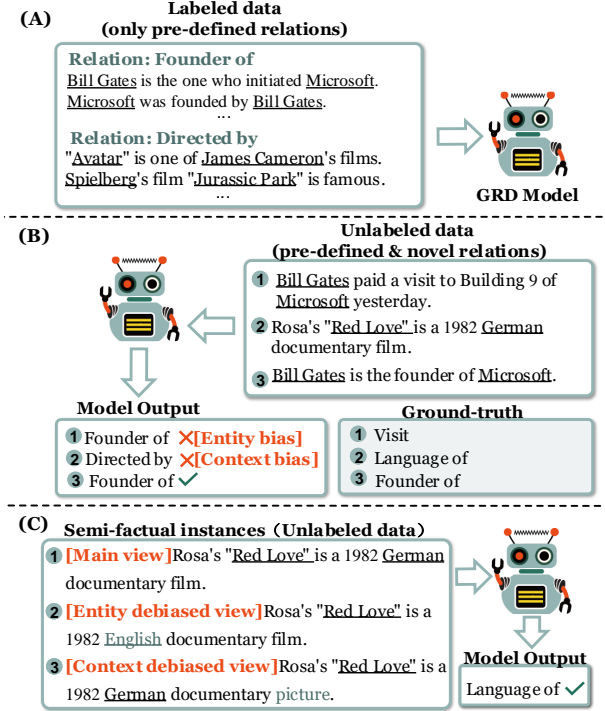 (A)
Labeled data
(only pre-defined relations)
Relation: Founder of
Bill Gates is the one who initiated Microsoft.
Microsoft was founded by Bill Gates.
...
Relation: Directed by
"Avatar" is one of James Cameron's films.
Spielberg's film "Jurassic Park" is famous.
...
GRD Model
(B)
Unlabeled data
(pre-defined & novel relations)
1 Bill Gates paid a visit to Building 9 of
Microsoft yesterday.
2 Rosa's "Red Love" is a 1982 German
documentary film.
3 Bill Gates is the founder of Microsoft.
Model Output
1 Founder of ✕[Entity bias]
2 Directed by ✕[Context bias]
3 Founder of ✓
Ground-truth
1 Visit
2 Language of
3 Founder of
(C)
Semi-factual instances（Unlabeled data）
1 [Main view]Rosa's "Red Love" is a 1982 German
documentary film.
2 [Entity debiased view]Rosa's "Red Love" is a
1982 English documentary film.
3 [Context debiased view]Rosa's "Red Love" is a
1982 German documentary picture.
Model Output
Language of ✓